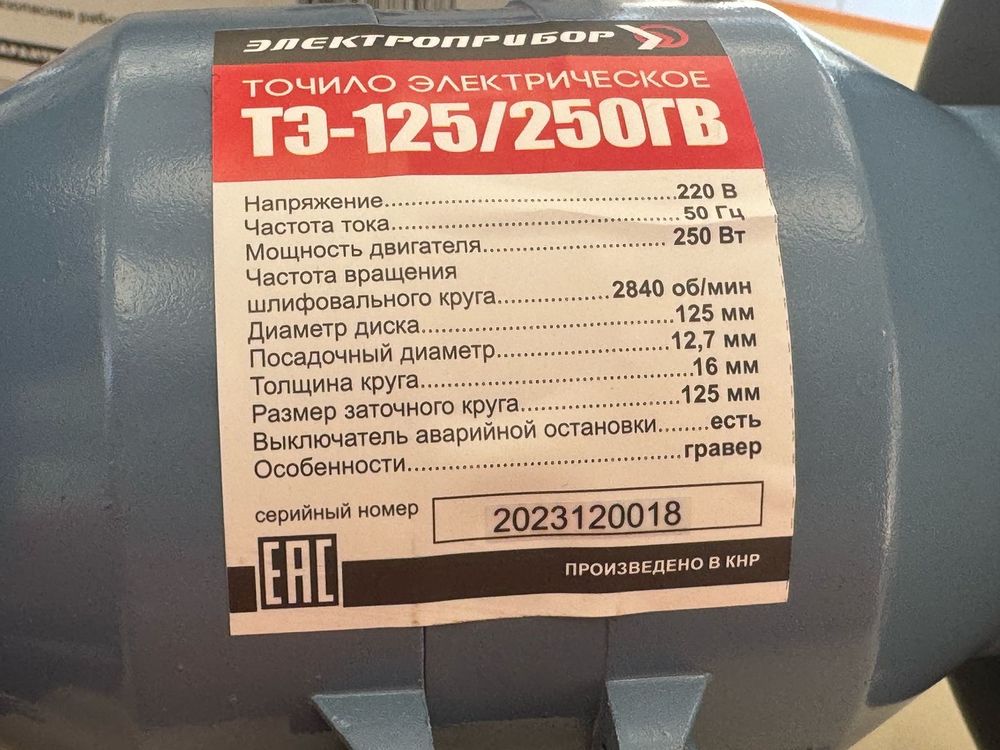 ЭЛЕКТРОПРИБОР
ТОЧИЛО ЭЛЕКТРИЧЕСКОЕ
ТЭ-125/250ГВ
Напряжение 220 В
Частота тока 50 Гц
Мощность двигателя 250 Вт
Частота вращения
шлифовального круга 2840 об/мин
Диаметр диска 125 мм
Посадочный диаметр 12,7 мм
Толщина круга 16 мм
Размер заточного круга 125 мм
Выключатель аварийной остановки есть
Особенности гравер
серийный номер 2023120018
EAC
ПРОИЗВЕДЕНО В КНР